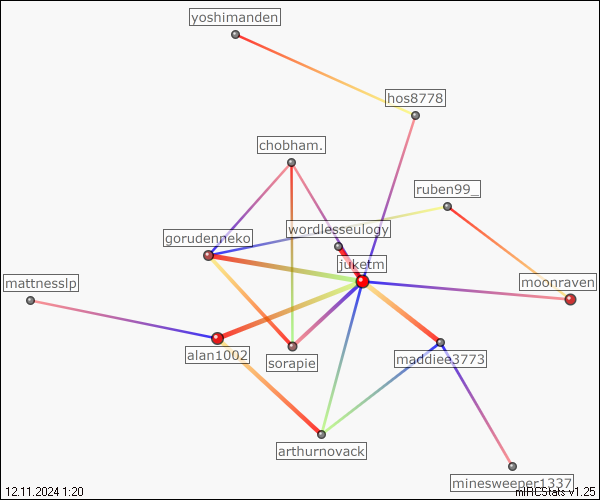 yoshimanden
hos8778
chobham.
ruben99_
wordlesseulogy
gorudenneko
juketm
mattnesslp
moonraven
alan1002
sorapie
maddiee3773
arthurnovack
minesweeper1337
12.11.2024 1:20
mIRCStats v1.25